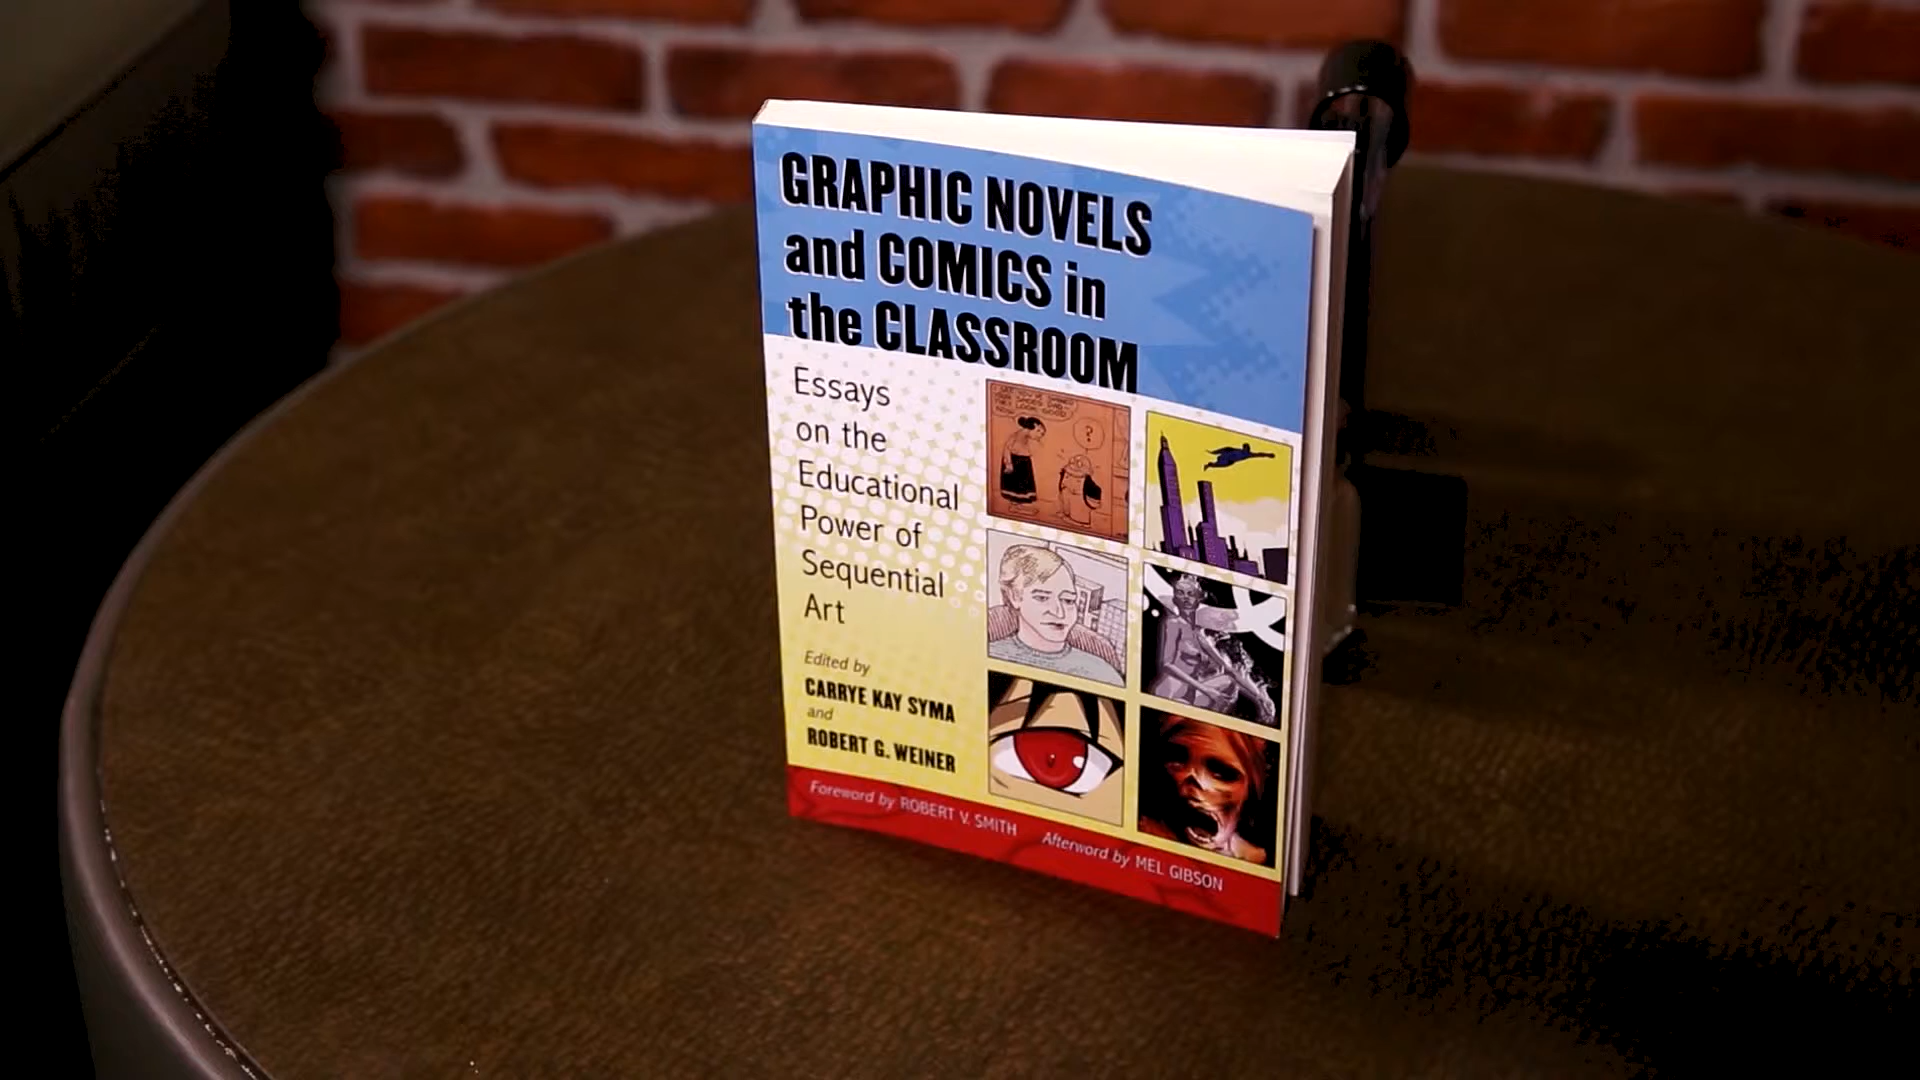 GRAPHIC NOVELS
and COMICS in
the CLASSROOM
Essays
on the
Educational
Power of
Sequential
Art
Edited by
CARRYE KAY SYMA
and
ROBERT G. WEINER
?
Foreword by ROBERT V. SMITH Afterword by MEL GIBSON